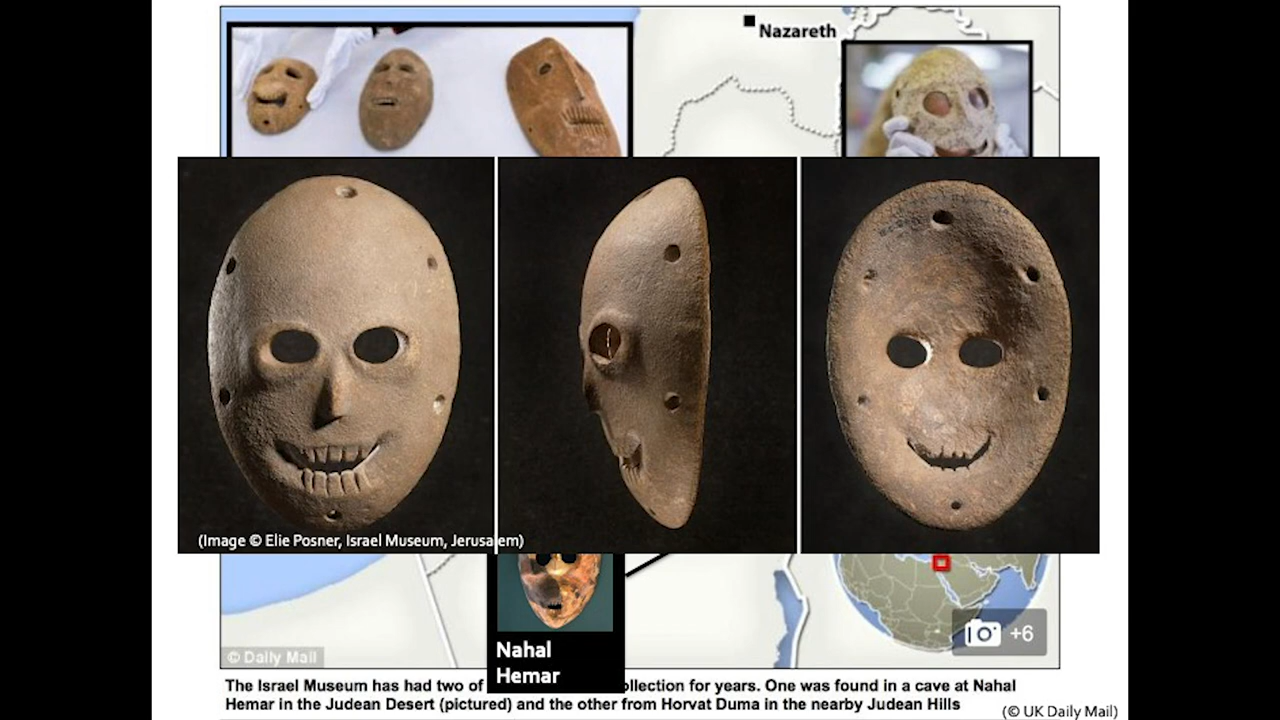 Nazareth
(Image © Elie Posner, Israel Museum, Jerusalem)
+6
© Daily Mail
Nahal
Hemar
The Israel Museum has had two of ollection for years. One was found in a cave at Nahal
Hemar in the Judean Desert (pictured) and the other from Horvat Duma in the nearby Judean Hills
(© UK Daily Mail)